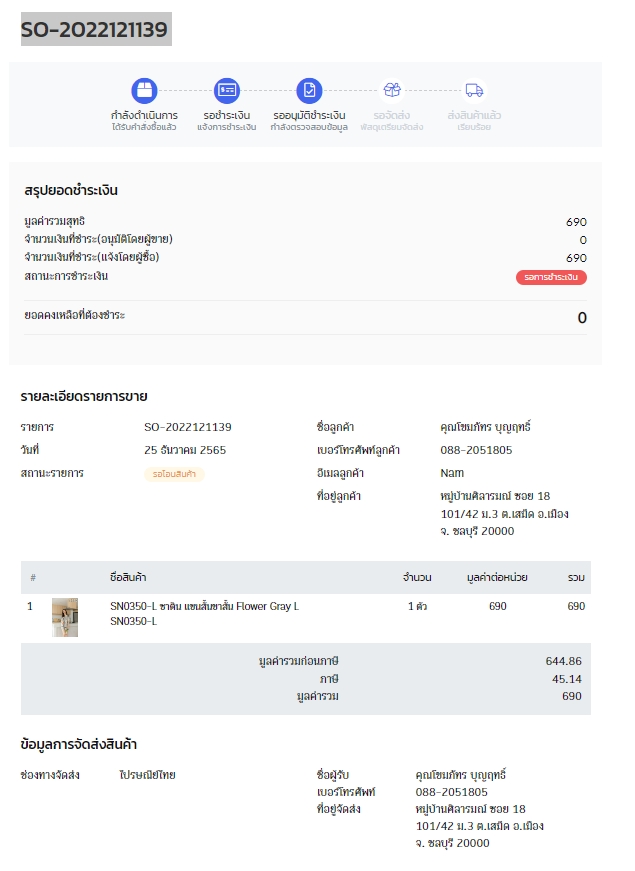 SO-2022121139
กำลังดำเนินการ
ได้รับคำสั่งซื้อแล้ว
รอชำระเงิน
แจ้งการชำระเงิน
รออนุมัติชำระเงิน
กำลังตรวจสอบข้อมูล
รอจัดส่ง
พัสดุเตรียมจัดส่ง
ส่งสินค้าแล้ว
เรียบร้อย
สรุปยอดชำระเงิน
มูลค่ารวมสุทธิ 690
จำนวนเงินที่ชำระ(อนุมัติโดยผู้ขาย) 0
จำนวนเงินที่ชำระ(แจ้งโดยผู้ซื้อ) 690
สถานะการชำระเงิน รอการชำระเงิน
ยอดคงเหลือที่ต้องชำระ 0
รายละเอียดรายการขาย
รายการ SO-2022121139
วันที่ 25 ธันวาคม 2565
สถานะรายการ รอโอนสินค้า
ชื่อลูกค้า คุณโขมภัทร บุญฤทธิ์
เบอร์โทรศัพท์ลูกค้า 088-2051805
อีเมลลูกค้า Nam
ที่อยู่ลูกค้า หมู่บ้านศิลารมณ์ ซอย 18
101/42 ม.3 ต.เสม็ด อ.เมือง
จ. ชลบุรี 20000
# ชื่อสินค้า จำนวน มูลค่าต่อหน่วย รวม
1 SN0350-L ซาติน แขนสั้นขาสั้น Flower Gray L 1 ตัว 690 690
SN0350-L
มูลค่ารวมก่อนภาษี 644.86
ภาษี 45.14
มูลค่ารวม 690
ข้อมูลการจัดส่งสินค้า
ช่องทางจัดส่ง ไปรษณีย์ไทย
ชื่อผู้รับ คุณโขมภัทร บุญฤทธิ์
เบอร์โทรศัพท์ 088-2051805
ที่อยู่จัดส่ง หมู่บ้านศิลารมณ์ ซอย 18
101/42 ม.3 ต.เสม็ด อ.เมือง
จ. ชลบุรี 20000